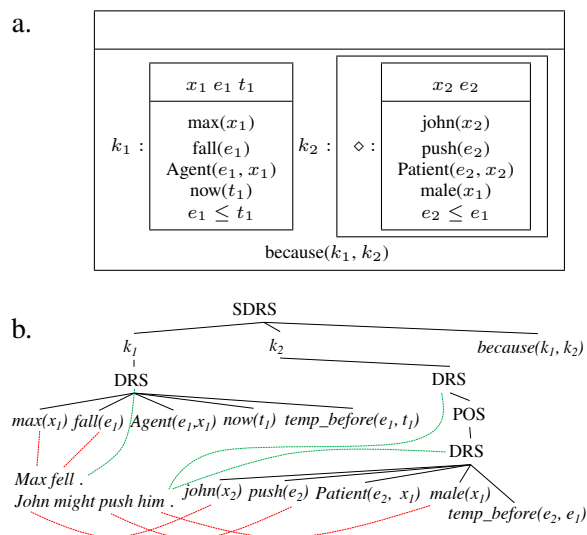 a.
x₁ e₁ t₁
x₂ e₂
max(x₁)
john(x₂)
k₁ :
fall(e₁)
k₂ :
◇ :
push(e₂)
Agent(e₁, x₁)
Patient(e₂, x₂)
now(t₁)
male(x₁)
e₁ ≤ t₁
e₂ ≤ e₁
because(k₁, k₂)
b.
SDRS
k₁
k₂
because(k₁, k₂)
DRS
DRS
max(x₁) fall(e₁) Agent(e₁,x₁) now(t₁) temp_before(e₁, t₁)
POS
DRS
Max fell .
John might push him .
john(x₂) push(e₂) Patient(e₂, x₁) male(x₁)
temp_before(e₂, e₁)